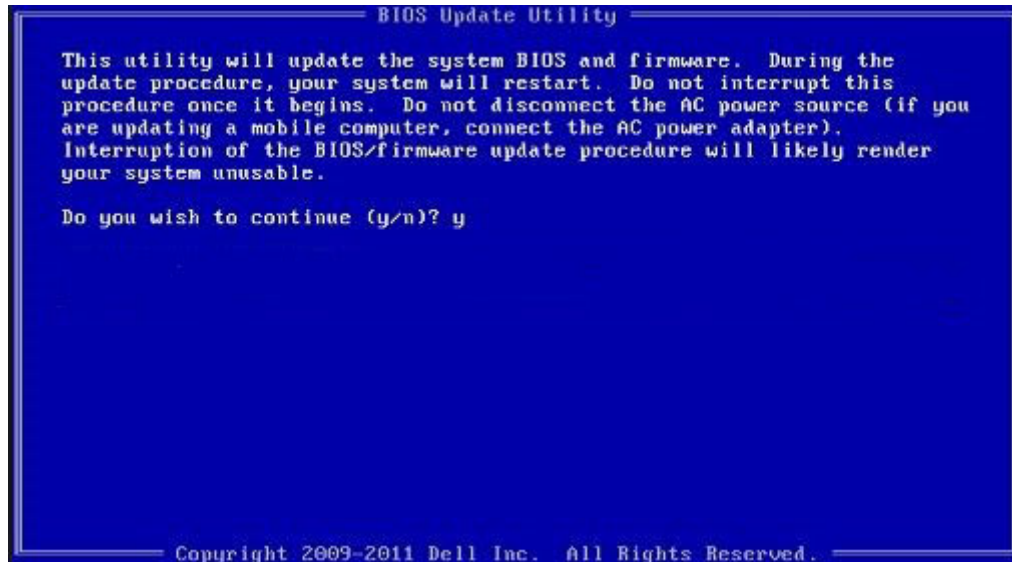 BIOS Update Utility
This utility will update the system BIOS and firmware. During the
update procedure, your system will restart. Do not interrupt this
procedure once it begins. Do not disconnect the AC power source (if you
are updating a mobile computer, connect the AC power adapter).
Interruption of the BIOS/firmware update procedure will likely render
your system unusable.
Do you wish to continue (y/n)? y
Copyright 2009-2011 Dell Inc. All Rights Reserved.